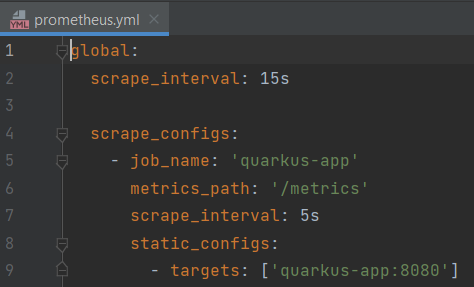 prometheus.yml
YML
1 global:
2   scrape_interval: 15s
3
4   scrape_configs:
5     - job_name: 'quarkus-app'
6       metrics_path: '/metrics'
7       scrape_interval: 5s
8       static_configs:
9         - targets: ['quarkus-app:8080']